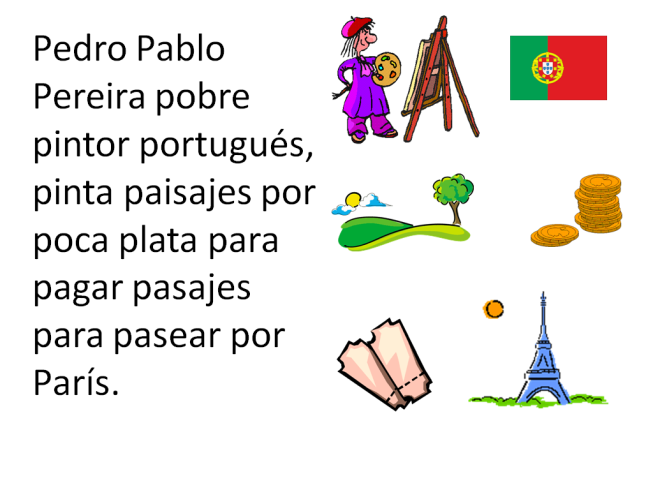 Pedro Pablo
Pereira pobre
pintor portugués,
pinta paisajes por
poca plata para
pagar pasajes
para pasear por
París.